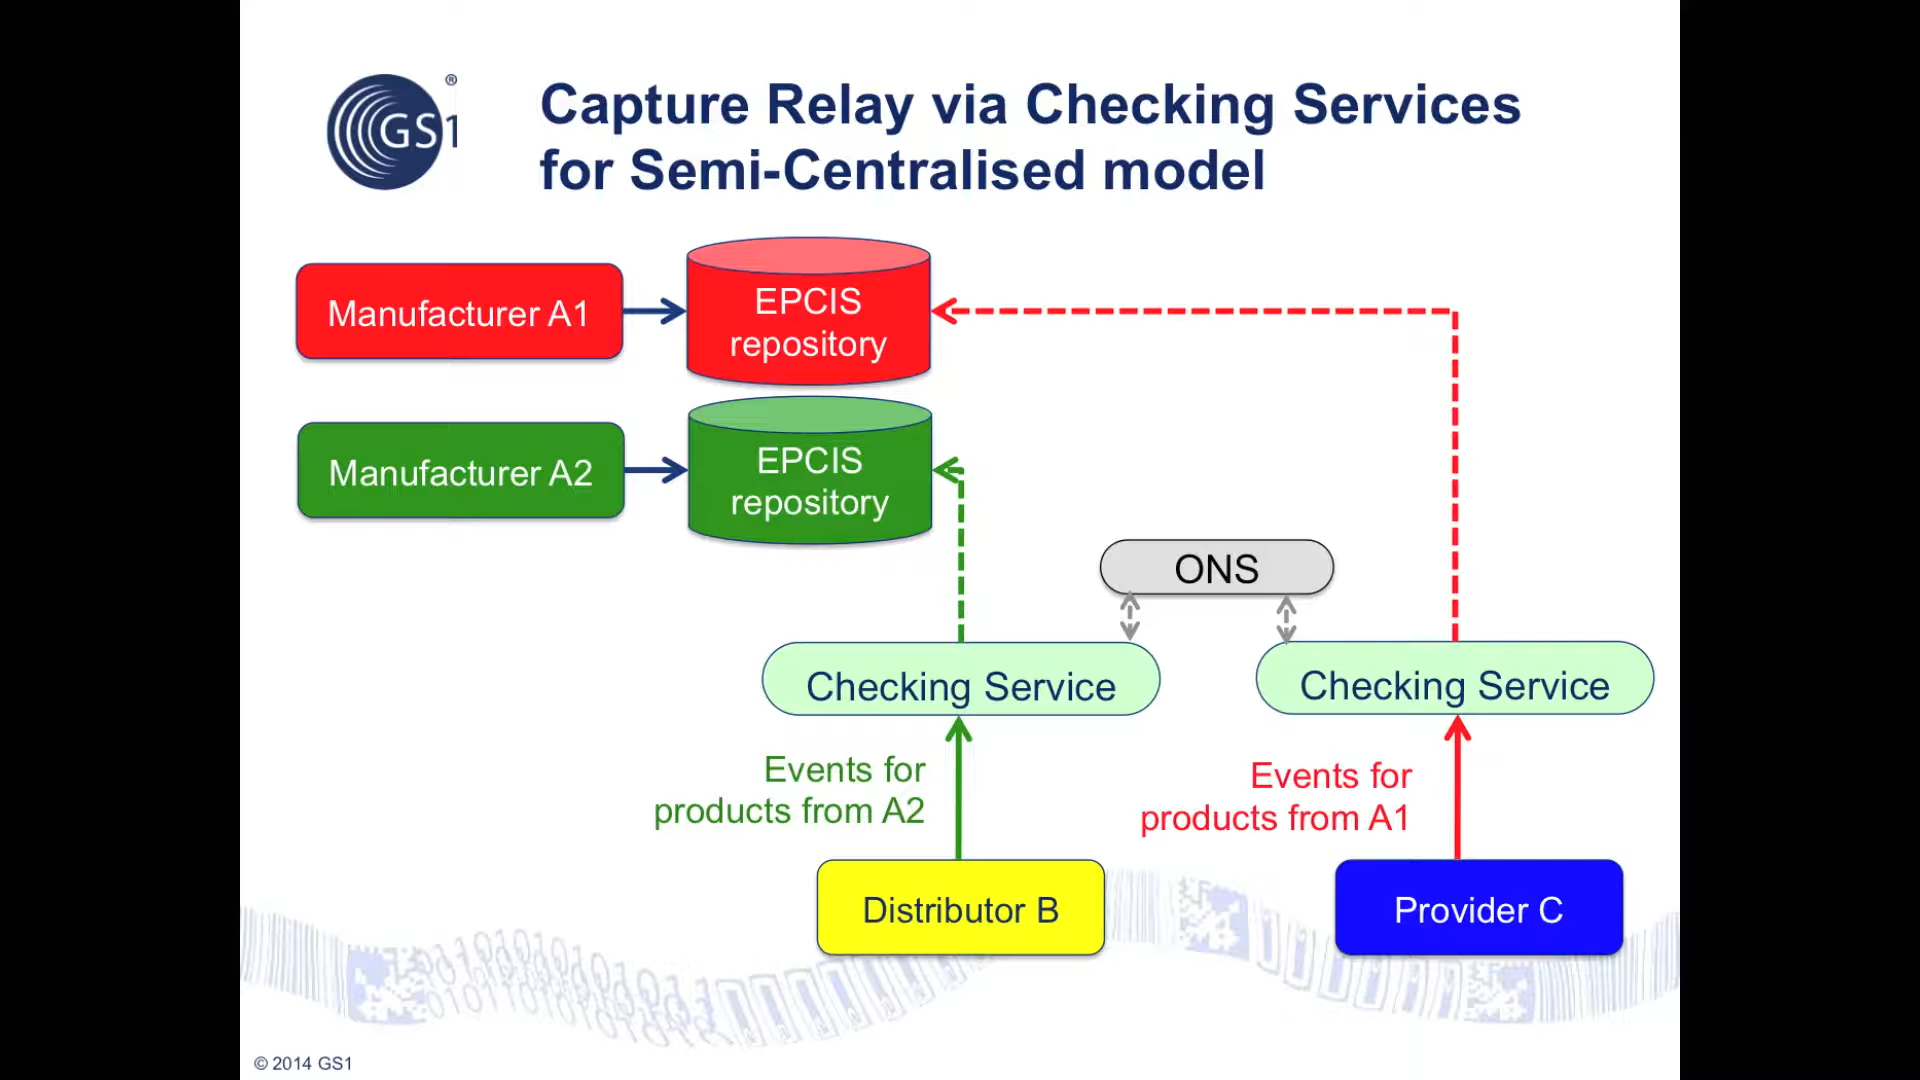 GS1
®
Capture Relay via Checking Services
for Semi-Centralised model
Manufacturer A1
EPCIS
repository
Manufacturer A2
EPCIS
repository
ONS
Checking Service
Checking Service
Events for
products from A2
Events for
products from A1
Distributor B
Provider C
© 2014 GS1